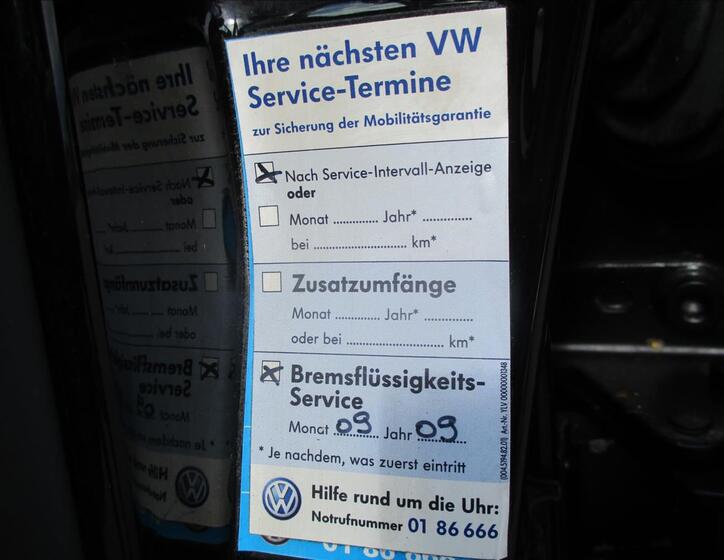 Ihre nächsten VW
Service-Termine
zur Sicherung der Mobilitätsgarantie
Nach Service-Intervall-Anzeige
oder
Monat ............ Jahr* .............
bei ......................... km*
Zusatzumfänge
Monat ............ Jahr* .............
oder bei .......................... km*
Bremsflüssigkeits-
Service
Monat 09 Jahr 09
* Je nachdem, was zuerst eintritt
Hilfe rund um die Uhr:
Notrufnummer 01 86 666